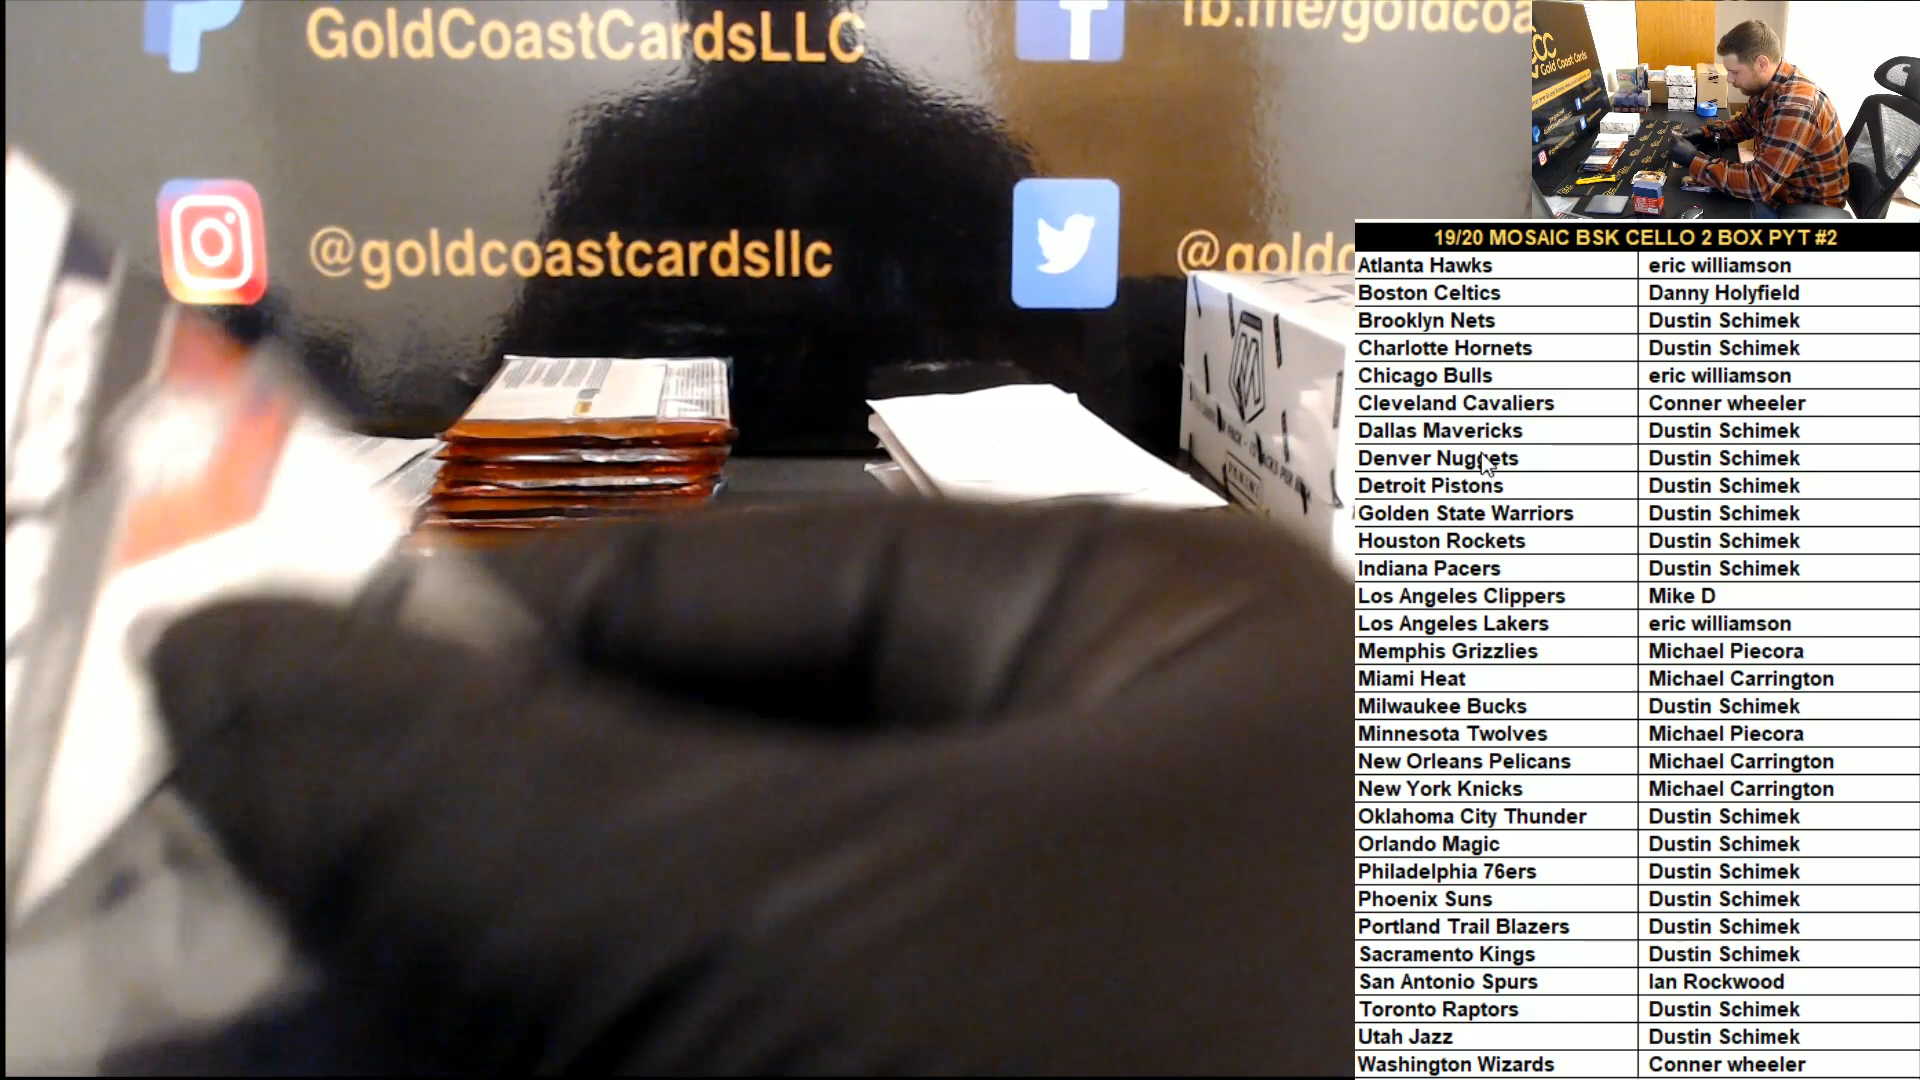 GoldCoastCardsLLC
fb.me/goldcoa
@goldcoastcardsllc
@goldc
Gold Coast Cards
19/20 MOSAIC BSK CELLO 2 BOX PYT #2
Atlanta Hawks eric williamson
Boston Celtics Danny Holyfield
Brooklyn Nets Dustin Schimek
Charlotte Hornets Dustin Schimek
Chicago Bulls eric williamson
Cleveland Cavaliers Conner wheeler
Dallas Mavericks Dustin Schimek
Denver Nuggets Dustin Schimek
Detroit Pistons Dustin Schimek
Golden State Warriors Dustin Schimek
Houston Rockets Dustin Schimek
Indiana Pacers Dustin Schimek
Los Angeles Clippers Mike D
Los Angeles Lakers eric williamson
Memphis Grizzlies Michael Piecora
Miami Heat Michael Carrington
Milwaukee Bucks Dustin Schimek
Minnesota Twolves Michael Piecora
New Orleans Pelicans Michael Carrington
New York Knicks Michael Carrington
Oklahoma City Thunder Dustin Schimek
Orlando Magic Dustin Schimek
Philadelphia 76ers Dustin Schimek
Phoenix Suns Dustin Schimek
Portland Trail Blazers Dustin Schimek
Sacramento Kings Dustin Schimek
San Antonio Spurs Ian Rockwood
Toronto Raptors Dustin Schimek
Utah Jazz Dustin Schimek
Washington Wizards Conner wheeler